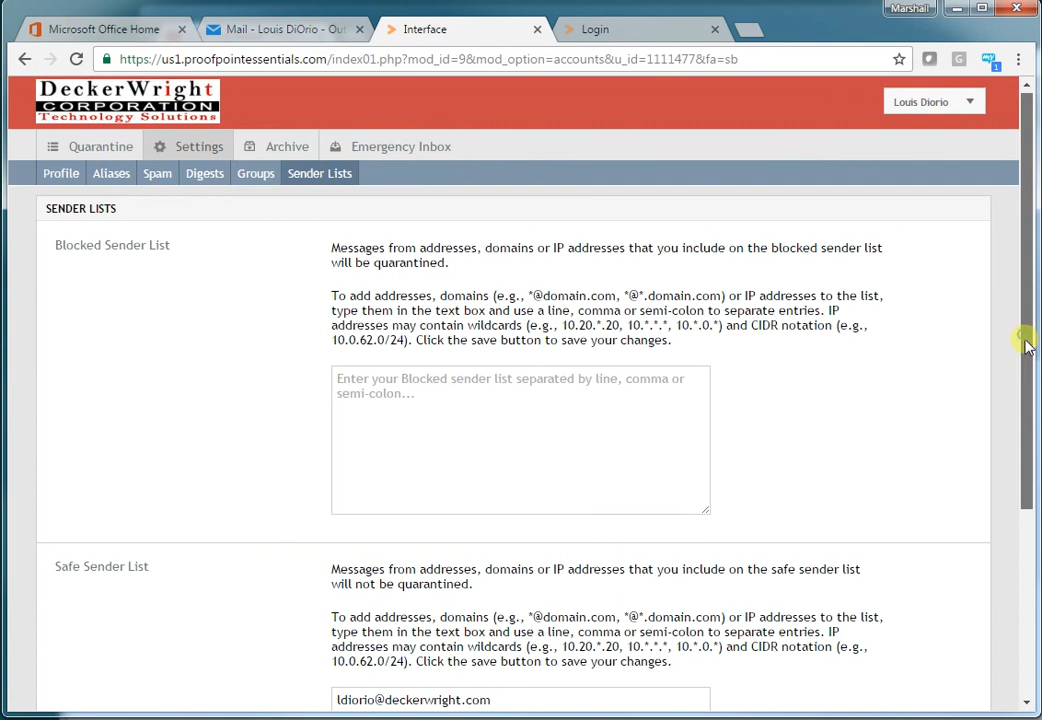 Marshall
Microsoft Office Home
Mail - Louis DiOrio - Out
Interface
Login
https://us1.proofpointessentials.com/index01.php?mod_id=9&mod_option=accounts&u_id=1111477&fa=sb
G
my
1
DeckerWright
CORPORATION
Technology Solutions
Louis Diorio
Quarantine
Settings
Archive
Emergency Inbox
Profile
Aliases
Spam
Digests
Groups
Sender Lists
SENDER LISTS
Blocked Sender List
Messages from addresses, domains or IP addresses that you include on the blocked sender list
will be quarantined.
To add addresses, domains (e.g., *@domain.com, *@*.domain.com) or IP addresses to the list,
type them in the text box and use a line, comma or semi-colon to separate entries. IP
addresses may contain wildcards (e.g., 10.20.*.20, 10.*.*.*, 10.*.0.*) and CIDR notation (e.g.,
10.0.62.0/24). Click the save button to save your changes.
Enter your Blocked sender list separated by line, comma or
semi-colon...
Safe Sender List
Messages from addresses, domains or IP addresses that you include on the safe sender list
will not be quarantined.
To add addresses, domains (e.g., *@domain.com, *@*.domain.com) or IP addresses to the list,
type them in the text box and use a line, comma or semi-colon to separate entries. IP
addresses may contain wildcards (e.g., 10.20.*.20, 10.*.*.*, 10.*.0.*) and CIDR notation (e.g.,
10.0.62.0/24). Click the save button to save your changes.
ldiorio@deckerwright.com